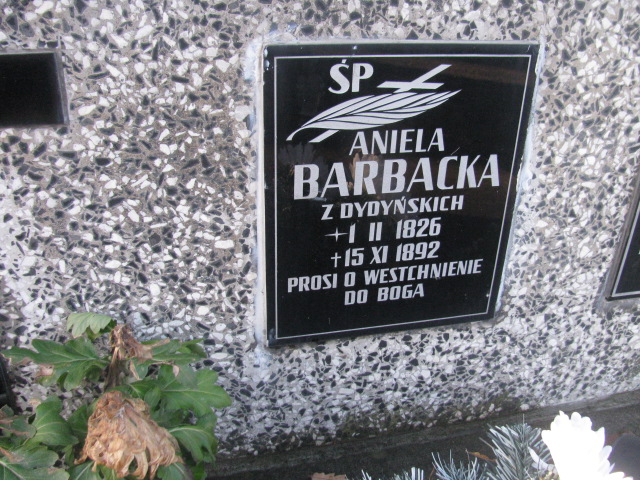 ŚP
ANIELA
BARBACKA
Z DYDYŃSKICH
1 II 1826
+15 XI 1892
PROSI O WESTCHNIENIE
DO BOGA